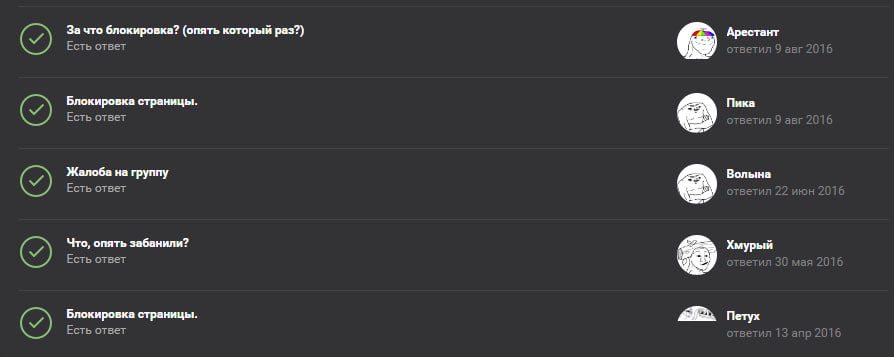 За что блокировка? (опять который раз?)
Есть ответ
Арестант
ответил 9 авг 2016
Блокировка страницы.
Есть ответ
Пика
ответил 9 авг 2016
Жалоба на группу
Есть ответ
Волына
ответил 22 июн 2016
Что, опять забанили?
Есть ответ
Хмурый
ответил 30 мая 2016
Блокировка страницы.
Есть ответ
Петух
ответил 13 апр 2016